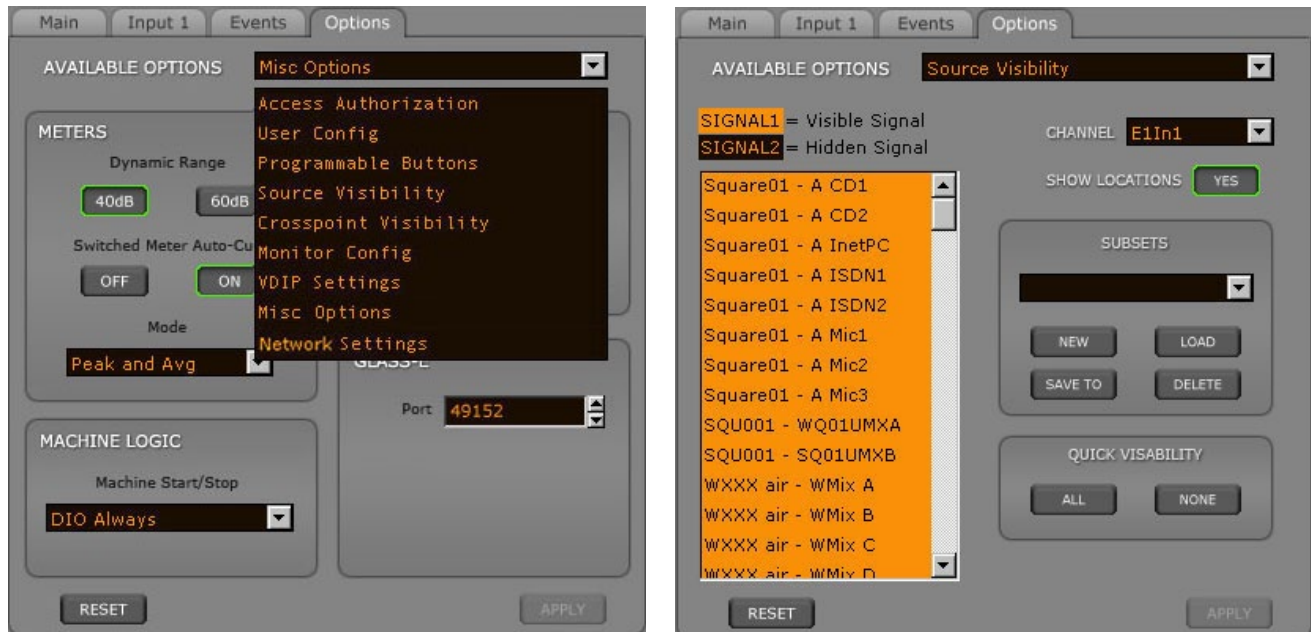 Main Input 1 Events Options
AVAILABLE OPTIONS Misc Options
Access Authorization
User Config
Programmable Buttons
Source Visibility
Crosspoint Visibility
Monitor Config
VDIP Settings
Misc Options
Network Settings
METERS
Dynamic Range
40dB 60dB
Switched Meter Auto-Cu
OFF ON
Mode
Peak and Avg
Port 49152
MACHINE LOGIC
Machine Start/Stop
DIO Always
RESET APPLY
Main Input 1 Events Options
AVAILABLE OPTIONS Source Visibility
SIGNAL1 = Visible Signal
SIGNAL2 = Hidden Signal
CHANNEL E1In1
SHOW LOCATIONS YES
Square01 - A CD1
Square01 - A CD2
Square01 - A InetPC
Square01 - A ISDN1
Square01 - A ISDN2
Square01 - A Mic1
Square01 - A Mic2
Square01 - A Mic3
SQU001 - WQ01UMXA
SQU001 - SQ01UMXB
WXXX air - WMix A
WXXX air - WMix B
WXXX air - WMix C
WXXX air - WMix D
SUBSETS
NEW LOAD
SAVE TO DELETE
QUICK VISABILITY
ALL NONE
RESET APPLY